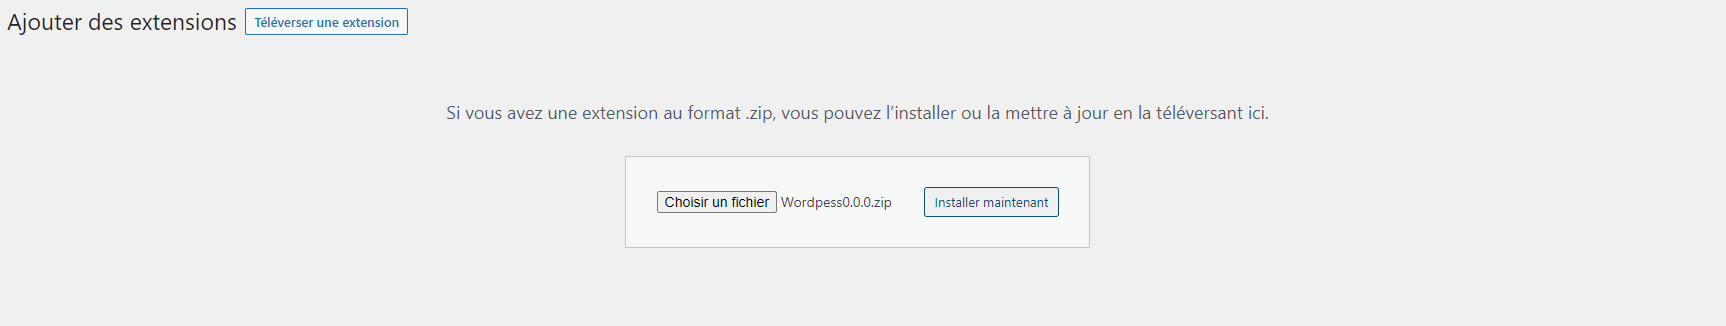 Ajouter des extensions Téléverser une extension
Si vous avez une extension au format .zip, vous pouvez l’installer ou la mettre à jour en la téléversant ici.
Choisir un fichier Wordpess0.0.0.zip Installer maintenant